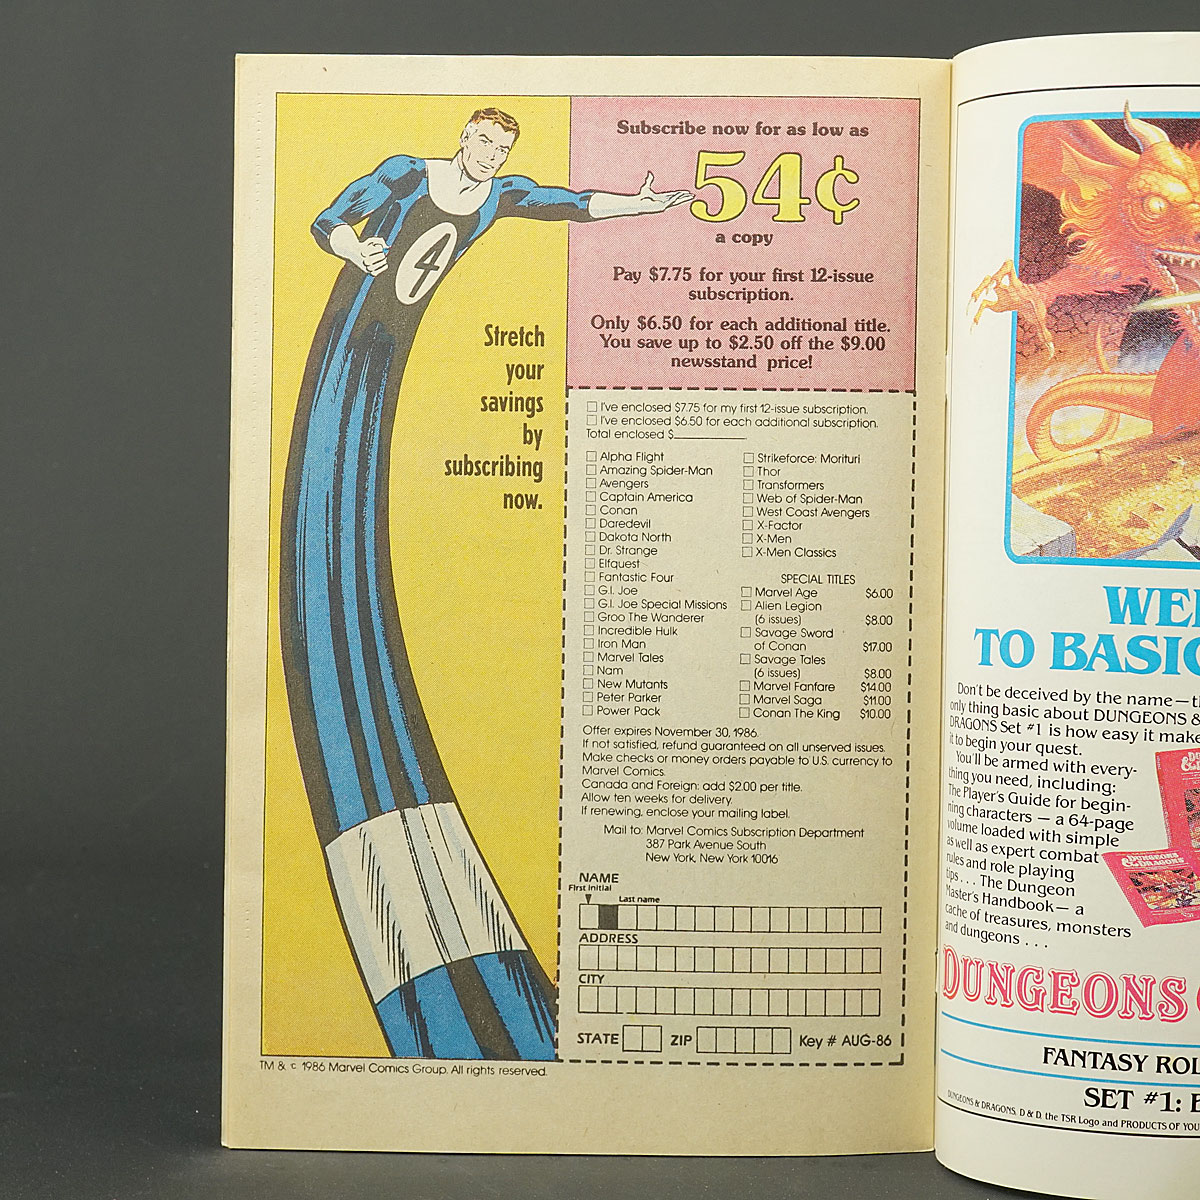 4
Stretch
your
savings
by
subscribing
now.
Subscribe now for as low as
54¢
a copy
Pay $7.75 for your first 12-issue
subscription.
Only $6.50 for each additional title.
You save up to $2.50 off the $9.00
newsstand price!
I've enclosed $7.75 for my first 12-issue subscription.
I've enclosed $6.50 for each additional subscription.
Total enclosed $
Alpha Flight
Amazing Spider-Man
Avengers
Captain America
Conan
Daredevil
Dakota North
Dr. Strange
Elfquest
Fantastic Four
G.I. Joe
G.I. Joe Special Missions
Groo The Wanderer
Incredible Hulk
Iron Man
Marvel Tales
Nam
New Mutants
Peter Parker
Power Pack
Strikeforce: Morituri
Thor
Transformers
Web of Spider-Man
West Coast Avengers
X-Factor
X-Men
X-Men Classics
SPECIAL TITLES
Marvel Age $6.00
Alien Legion
(6 issues) $8.00
Savage Sword
of Conan $17.00
Savage Tales
(6 issues) $8.00
Marvel Fanfare $14.00
Marvel Saga $11.00
Conan The King $10.00
Offer expires November 30, 1986.
If not satisfied, refund guaranteed on all unserved issues.
Make checks or money orders payable to U.S. currency to
Marvel Comics.
Canada and Foreign: add $2.00 per title.
Allow ten weeks for delivery.
If renewing, enclose your mailing label.
Mail to: Marvel Comics Subscription Department
387 Park Avenue South
New York, New York 10016
NAME
First Initial
Last name
ADDRESS
CITY
STATE ZIP Key # AUG-86
TM & © 1986 Marvel Comics Group. All rights reserved.
WEL
TO BASIC
Don't be deceived by the name—th
only thing basic about DUNGEONS &
DRAGONS Set #1 is how easy it make
it to begin your quest.
You'll be armed with every-
thing you need, including:
The Player's Guide for begin-
ning characters — a 64-page
volume loaded with simple
as well as expert combat
rules and role playing
tips . . . The Dungeon
Master's Handbook— a
cache of treasures, monsters
and dungeons . . .
DUNGEONS & DRAGONS
DUNGEONS
FANTASY ROL
SET #1: B
DUNGEONS & DRAGONS, D & D, the TSR Logo and PRODUCTS OF YOU